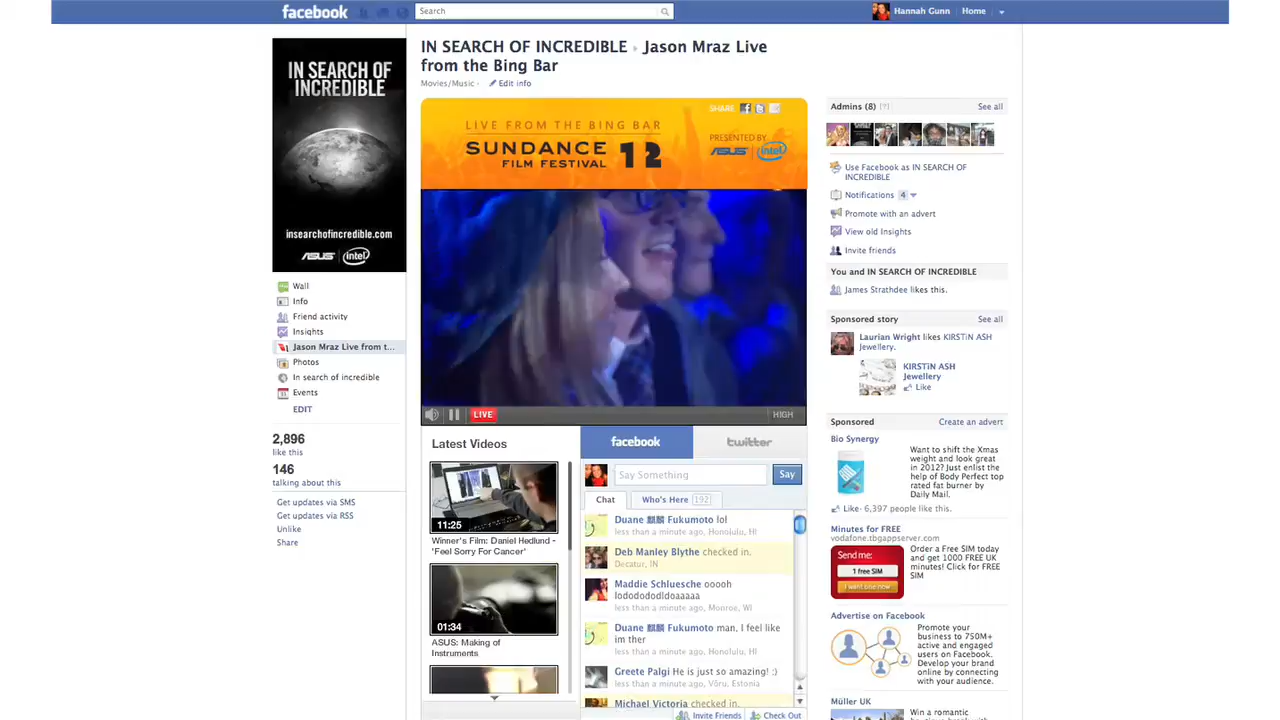 facebook
Search
Hannah Gunn
Home
IN SEARCH OF
INCREDIBLE
insearchofincredible.com
ASUS
intel
Wall
Info
Friend activity
Insights
Jason Mraz Live from t...
Photos
In search of incredible
Events
EDIT
2,896
like this
146
talking about this
Get updates via SMS
Get updates via RSS
Unlike
Share
IN SEARCH OF INCREDIBLE ▸ Jason Mraz Live
from the Bing Bar
Movies/Music ·
Edit info
SHARE
LIVE FROM THE BING BAR
SUNDANCE
FILM FESTIVAL
12
PRESENTED BY
ASUS
intel
LIVE
HIGH
Latest Videos
11:25
Winner's Film: Daniel Hedlund -
'Feel Sorry For Cancer'
01:34
ASUS: Making of
Instruments
facebook
twitter
Say Something
Say
Chat
Who's Here 192
Duane 麒麟 Fukumoto lol
less than a minute ago, Honolulu, HI
Deb Manley Blythe checked in.
Decatur, IN
Maddie Schluesche ooooh
lodododoldoaaaaa
less than a minute ago, Monroe, WI
Duane 麒麟 Fukumoto man, I feel like
im ther
less than a minute ago, Honolulu, HI
Greete Palgi He is just so amazing! :)
less than a minute ago, Võru, Estonia
Michael Victoria checked in.
Invite Friends
Check Out
Admins (8) [?]
See all
Use Facebook as IN SEARCH OF
INCREDIBLE
Notifications 4
Promote with an advert
View old Insights
Invite friends
You and IN SEARCH OF INCREDIBLE
James Strathdee likes this.
Sponsored story
See all
Laurian Wright likes KIRSTiN ASH
Jewellery.
KIRSTiN ASH
Jewellery
Like
Sponsored
Create an advert
Bio Synergy
Want to shift the Xmas
weight and look great
in 2012? Just enlist the
help of Body Perfect top
rated fat burner by
Daily Mail.
Like · 6,397 people like this.
Minutes for FREE
vodafone.tbgappserver.com
Send me:
1 free SIM
I want one now
Order a Free SIM today
and get 1000 FREE UK
minutes! Click for FREE
SIM
Advertise on Facebook
Promote your
business to 750M+
active and engaged
users on Facebook.
Develop your brand
online by connecting
with your audience.
Müller UK
Win a romantic